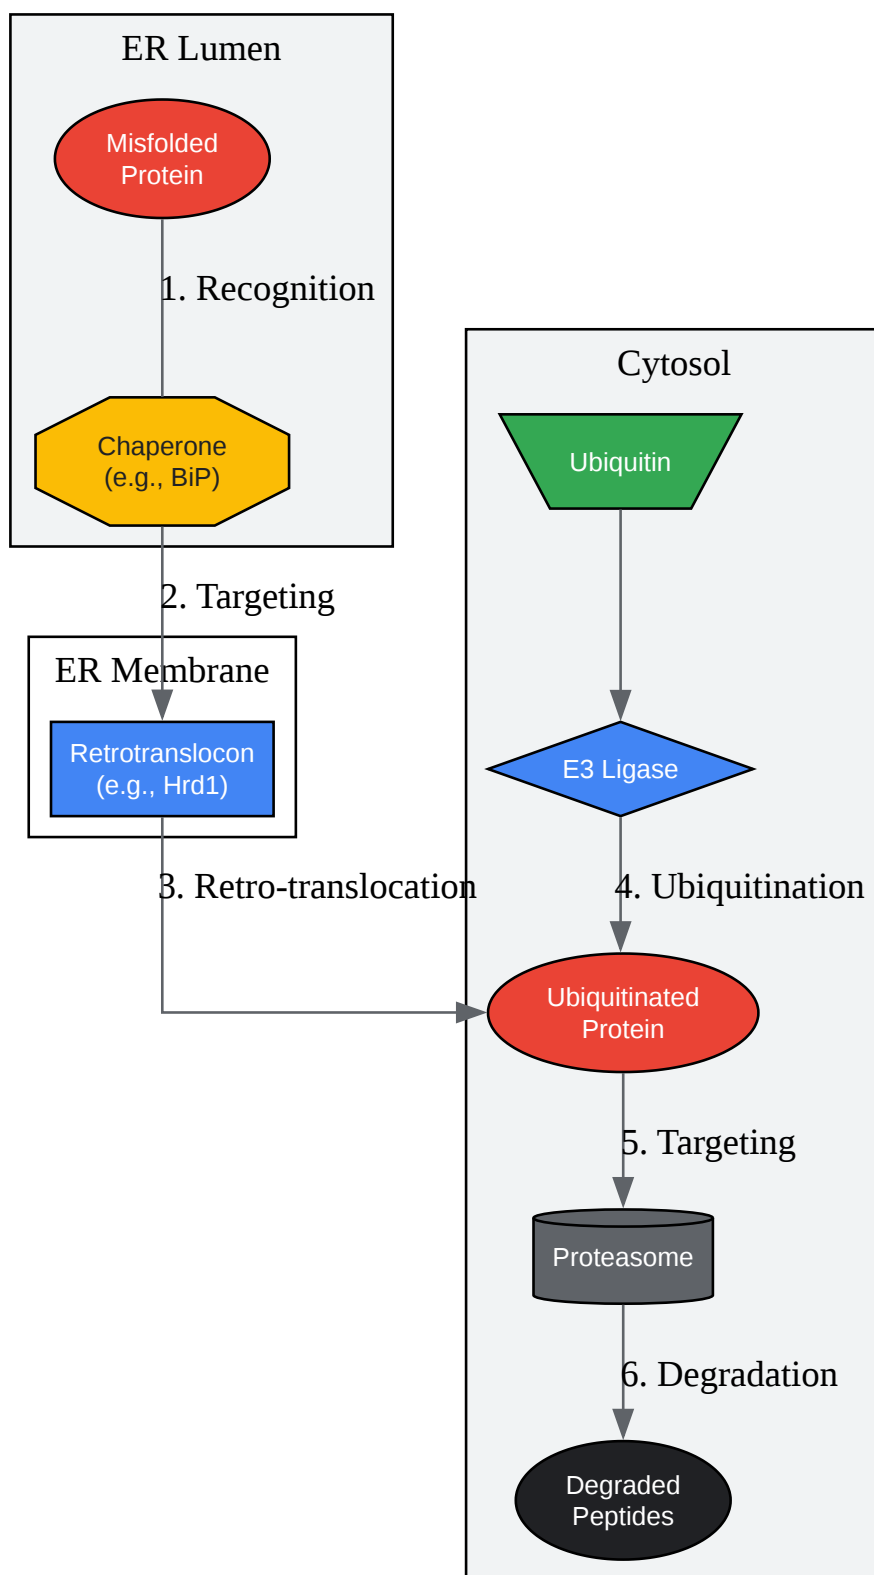 ER Lumen
Misfolded
Protein
1. Recognition
Chaperone
(e.g., BiP)
2. Targeting
ER Membrane
Retrotranslocon
(e.g., Hrd1)
3. Retro-translocation
Cytosol
Ubiquitin
E3 Ligase
4. Ubiquitination
Ubiquitinated
Protein
5. Targeting
Proteasome
6. Degradation
Degraded
Peptides